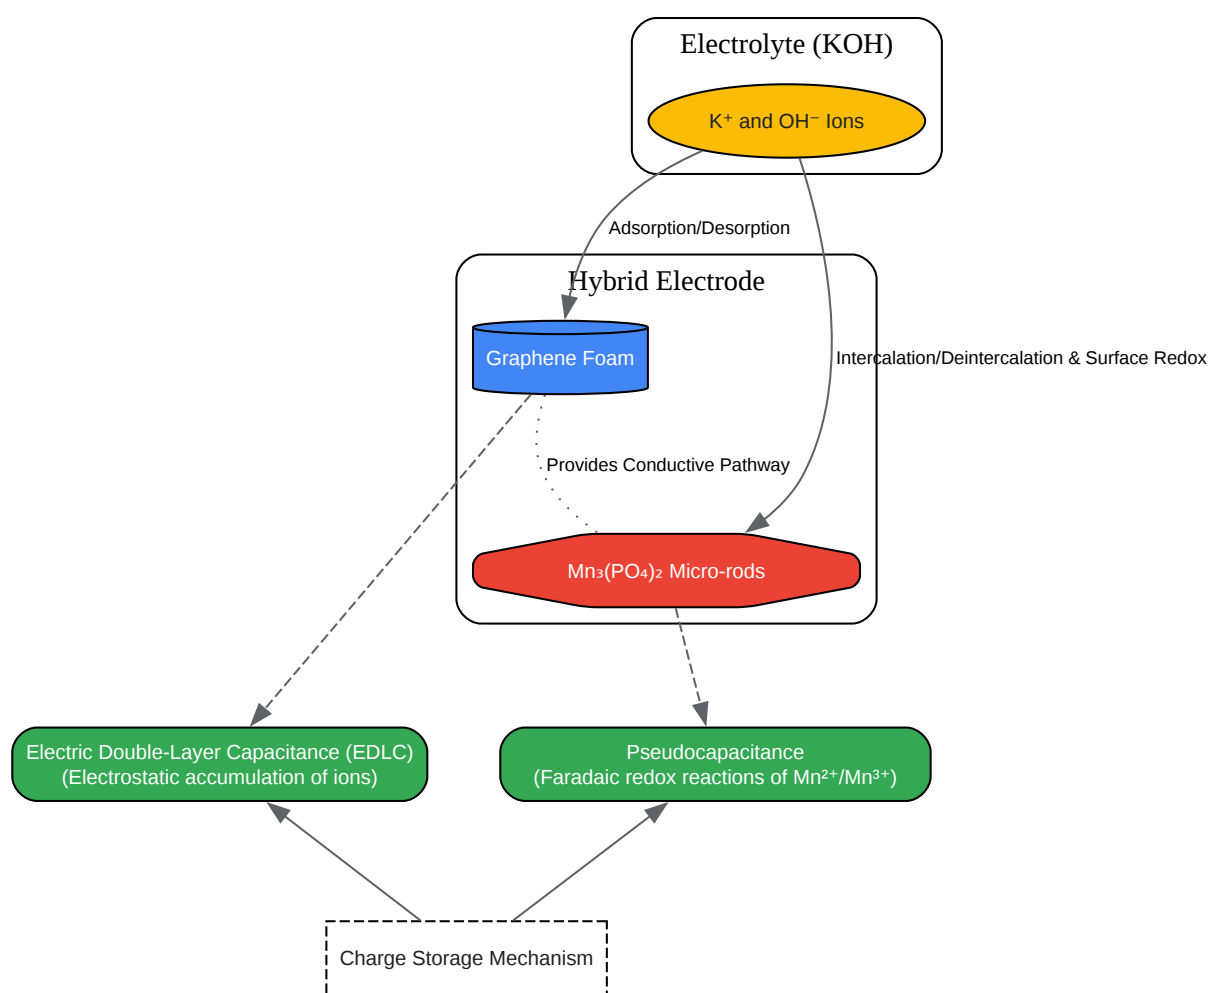 Electrolyte (KOH)
K⁺ and OH⁻ Ions
Adsorption/Desorption
Hybrid Electrode
Graphene Foam
Intercalation/Deintercalation & Surface Redox
Provides Conductive Pathway
Mn₃(PO₄)₂ Micro-rods
Electric Double-Layer Capacitance (EDLC)
(Electrostatic accumulation of ions)
Pseudocapacitance
(Faradaic redox reactions of Mn²⁺/Mn³⁺)
Charge Storage Mechanism